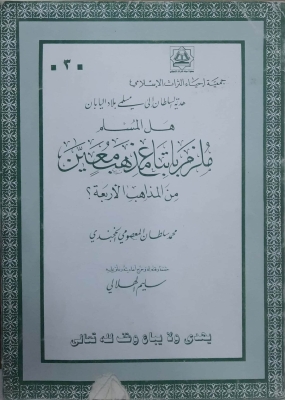 ٣
جمعية إحياء التراث الإسلامي
هدية السلطان إلى مسلمي بلاد اليابان
هل المسلم
ملزم باتباع مذهب معين
من المذاهب الأربعة؟
محمد سلطان المعصومي الخجندي
سليم الهلالي
يهدى ولا يباع وقف لله تعالى